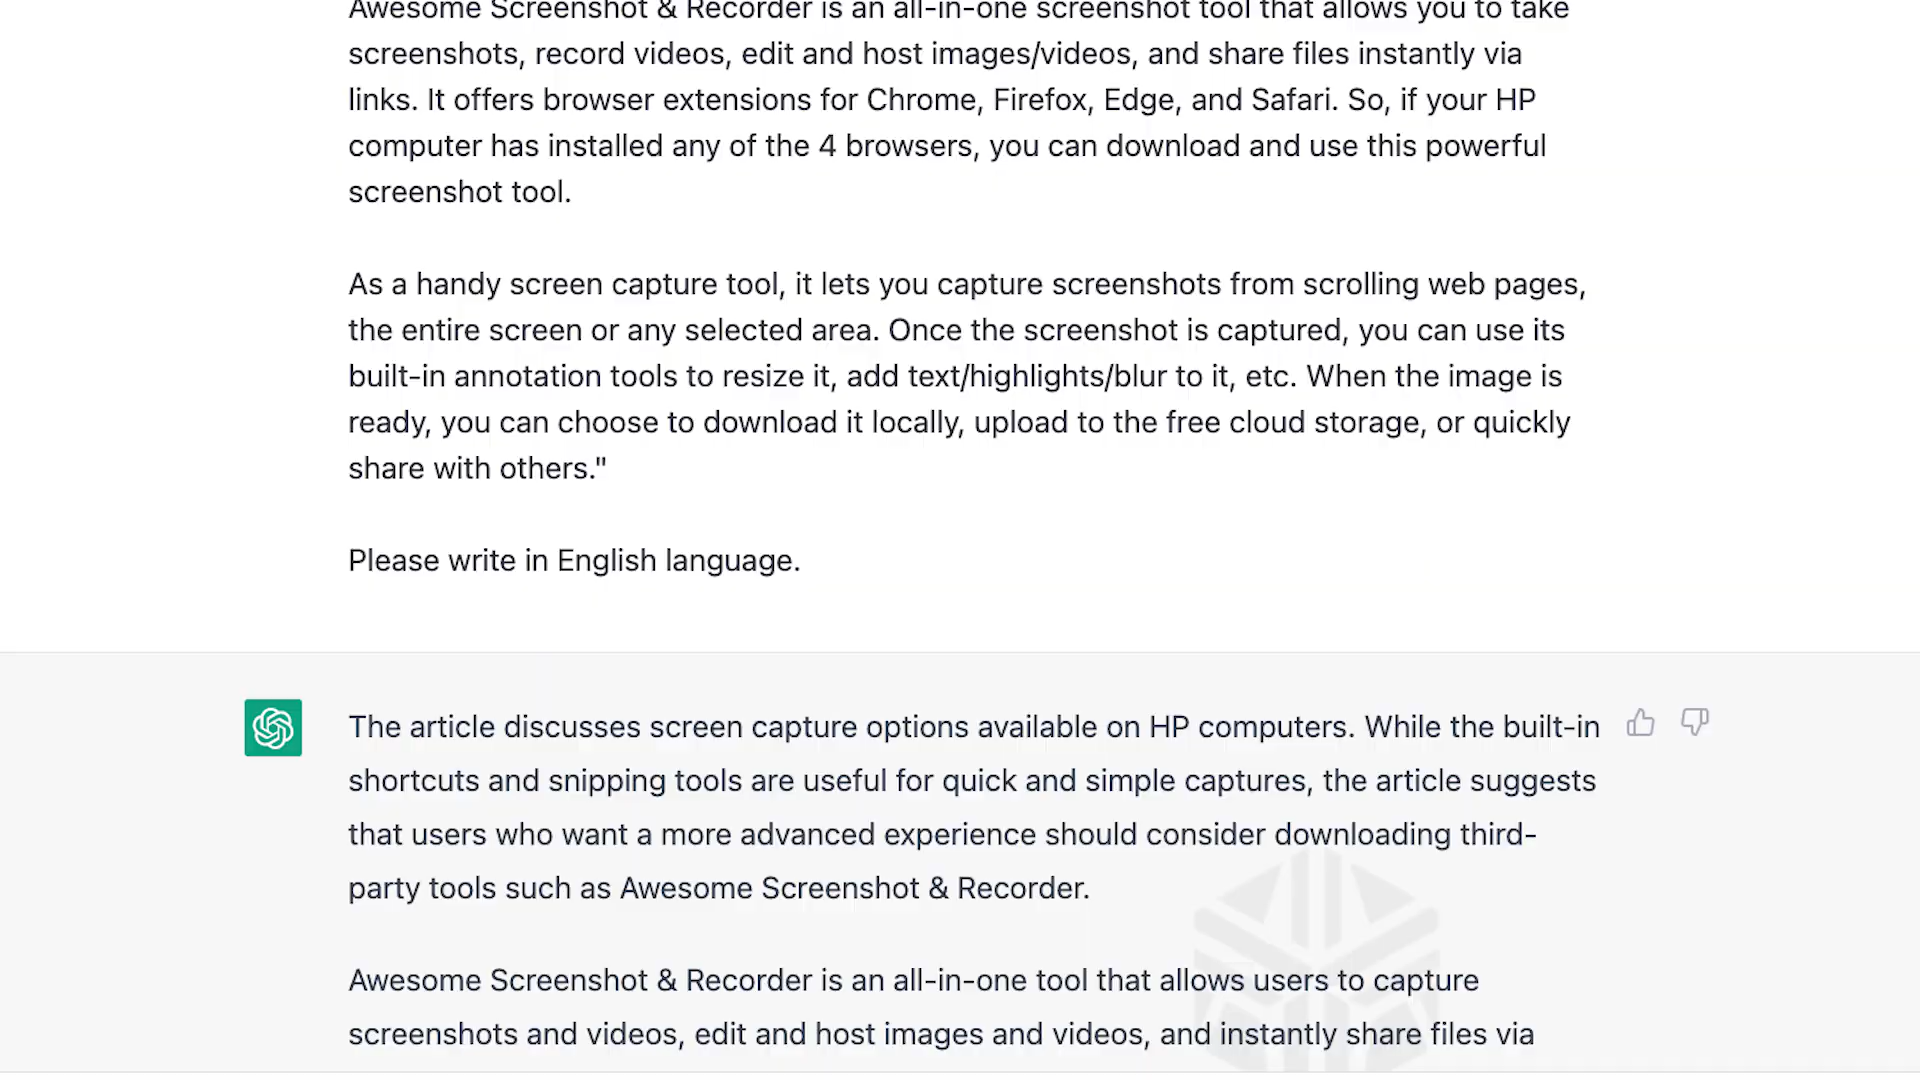 Awesome Screenshot & Recorder is an all-in-one screenshot tool that allows you to take
screenshots, record videos, edit and host images/videos, and share files instantly via
links. It offers browser extensions for Chrome, Firefox, Edge, and Safari. So, if your HP
computer has installed any of the 4 browsers, you can download and use this powerful
screenshot tool.
As a handy screen capture tool, it lets you capture screenshots from scrolling web pages,
the entire screen or any selected area. Once the screenshot is captured, you can use its
built-in annotation tools to resize it, add text/highlights/blur to it, etc. When the image is
ready, you can choose to download it locally, upload to the free cloud storage, or quickly
share with others."
Please write in English language.
The article discusses screen capture options available on HP computers. While the built-in
shortcuts and snipping tools are useful for quick and simple captures, the article suggests
that users who want a more advanced experience should consider downloading third-
party tools such as Awesome Screenshot & Recorder.
Awesome Screenshot & Recorder is an all-in-one tool that allows users to capture
screenshots and videos, edit and host images and videos, and instantly share files via